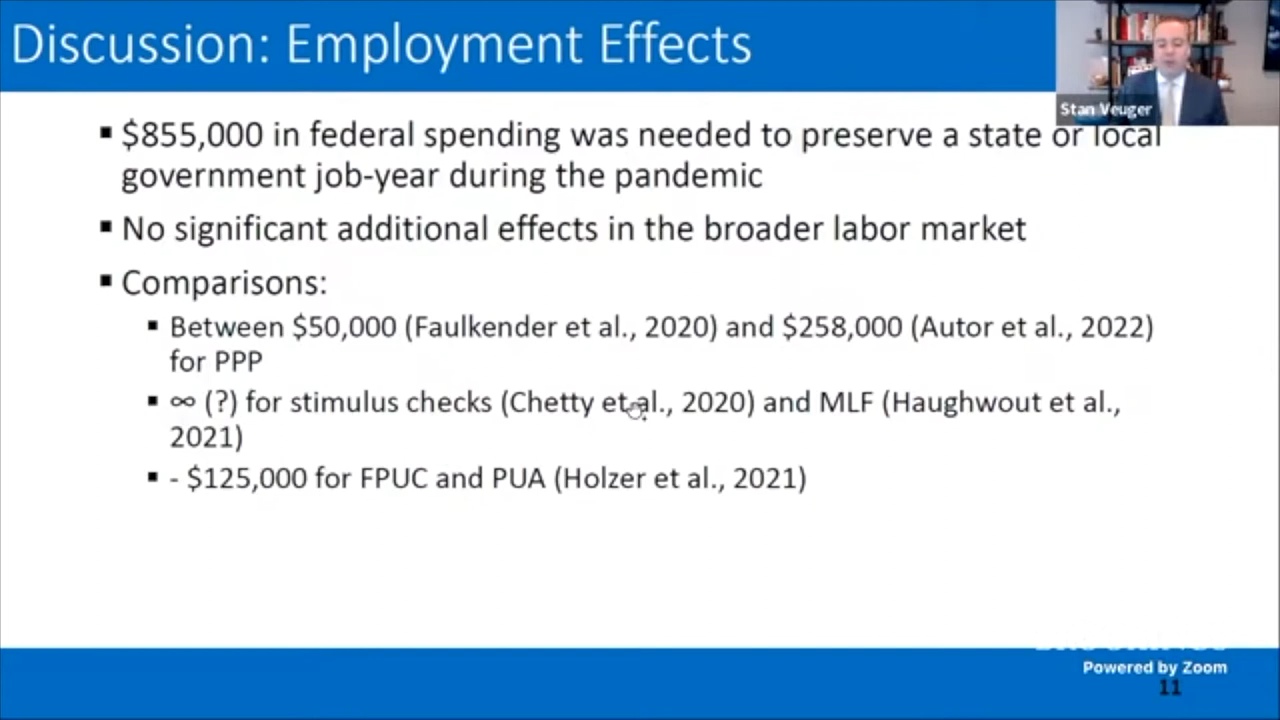 Discussion: Employment Effects
Stan Veuger
▪ $855,000 in federal spending was needed to preserve a state or local
government job-year during the pandemic
▪ No significant additional effects in the broader labor market
▪ Comparisons:
▪ Between $50,000 (Faulkender et al., 2020) and $258,000 (Autor et al., 2022)
for PPP
▪ ∞ (?) for stimulus checks (Chetty et al., 2020) and MLF (Haughwout et al.,
2021)
▪ - $125,000 for FPUC and PUA (Holzer et al., 2021)
Powered by Zoom
11